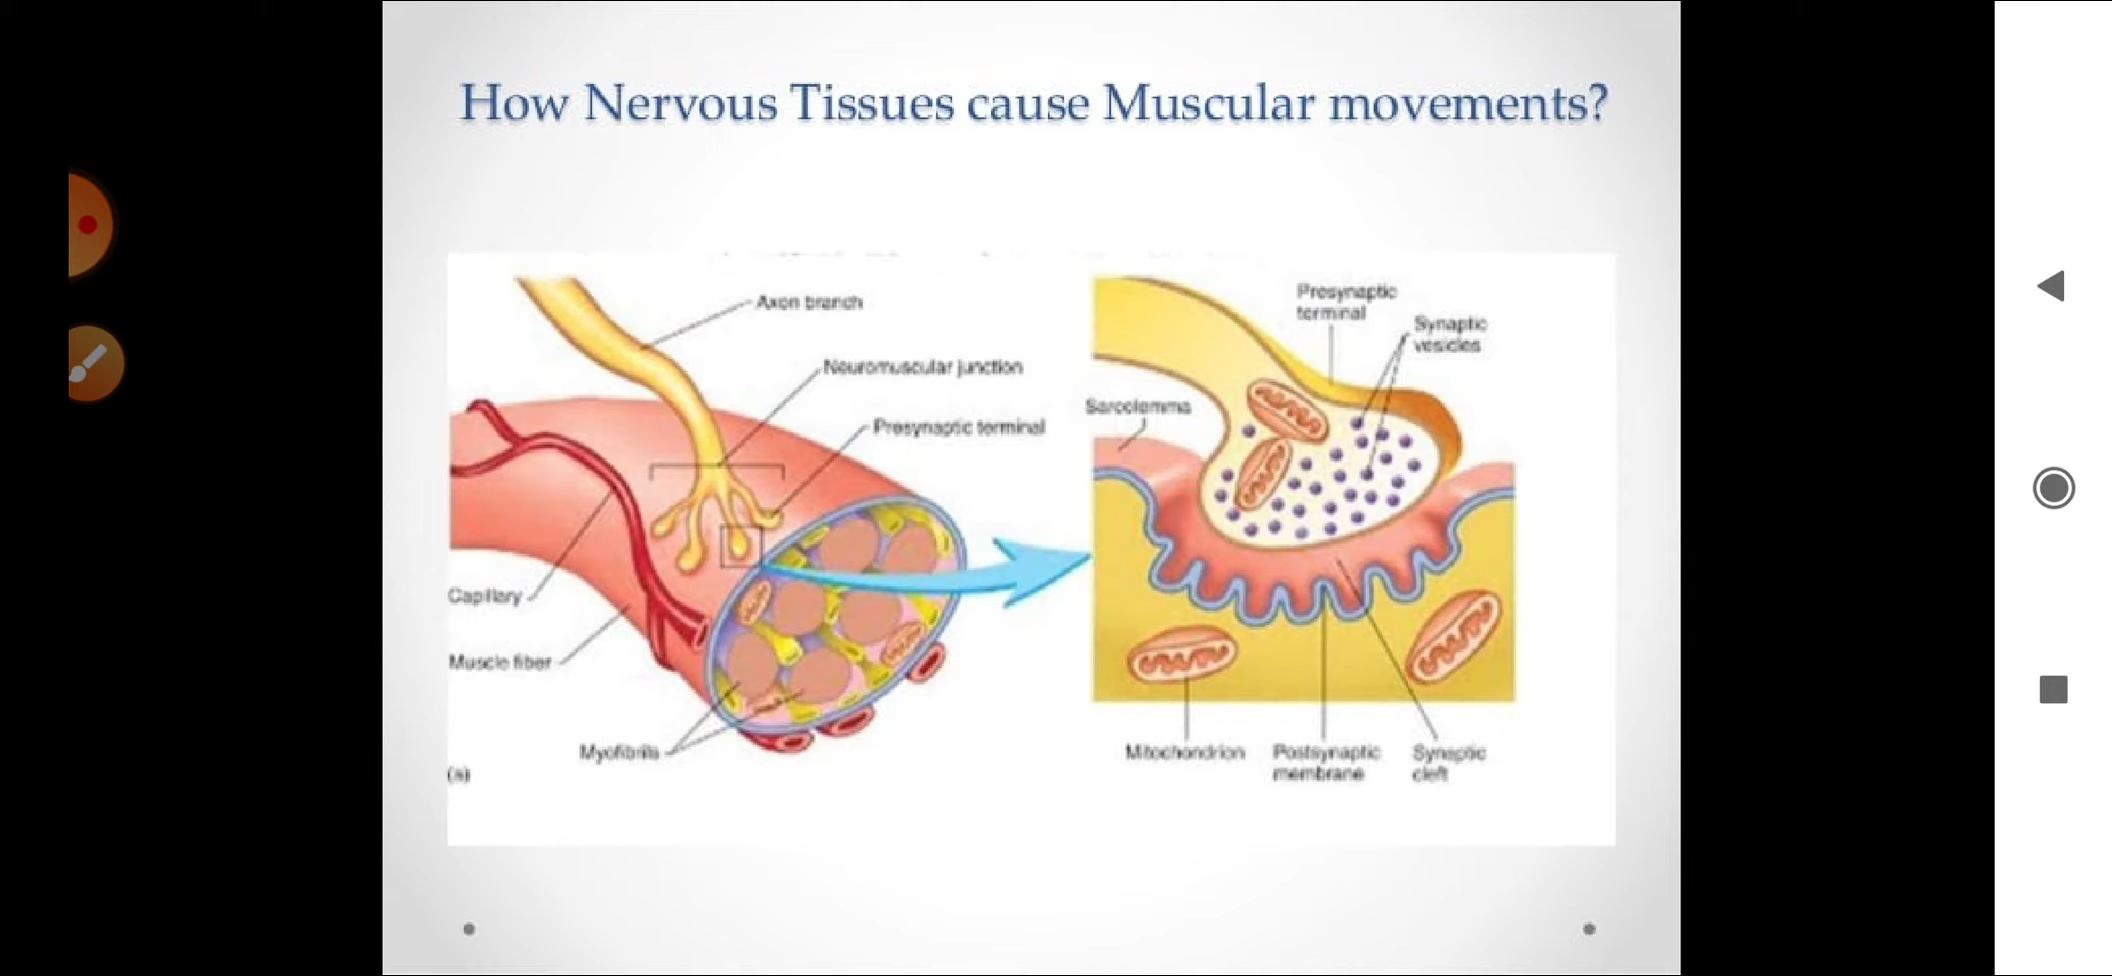 How Nervous Tissues cause Muscular movements?
Axon branch
Neuromuscular junction
Presynaptic terminal
Capillary
Muscle fiber
Myofibrils
(a)
Presynaptic
terminal
Synaptic
vesicles
Sarcolemma
Mitochondrion
Postsynaptic
membrane
Synaptic
cleft